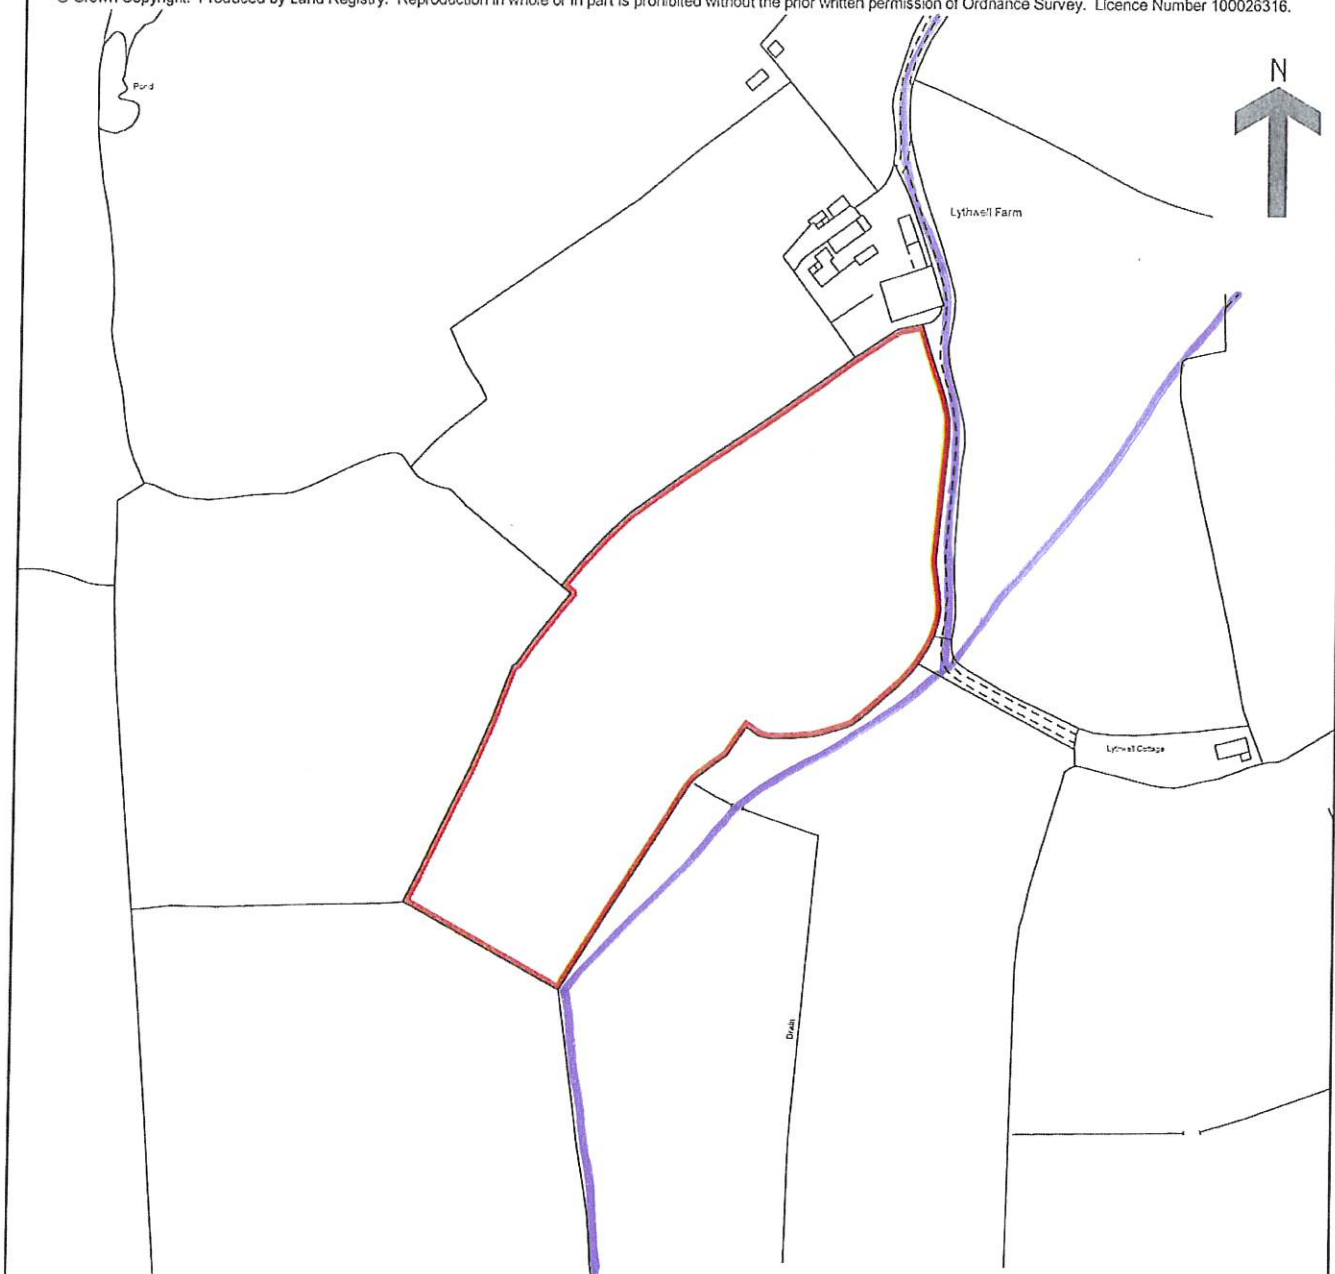 © Crown Copyright. Produced by Land Registry. Reproduction in whole or in part is prohibited without the prior written permission of Ordnance Survey. Licence Number 100026316.
N
Pond
Lythwell Farm
Lythwell Cottage
Drain